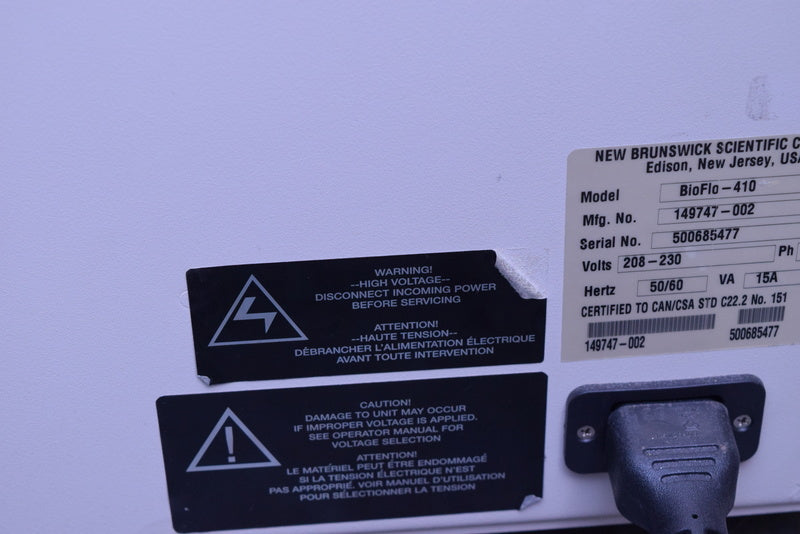 WARNING!
--HIGH VOLTAGE--
DISCONNECT INCOMING POWER
BEFORE SERVICING
ATTENTION!
--HAUTE TENSION--
DÉBRANCHER L'ALIMENTATION ÉLECTRIQUE
AVANT TOUTE INTERVENTION
CAUTION!
DAMAGE TO UNIT MAY OCCUR
IF IMPROPER VOLTAGE IS APPLIED.
SEE OPERATOR MANUAL FOR
VOLTAGE SELECTION
ATTENTION!
LE MATÉRIEL PEUT ÊTRE ENDOMMAGÉ
SI LA TENSION ÉLECTRIQUE N'EST
PAS APPROPRIÉ. VOIR MANUEL D'UTILISATION
POUR SÉLECTIONNER LA TENSION
NEW BRUNSWICK SCIENTIFIC C
Edison, New Jersey, USA
Model BioFlo-410
Mfg. No. 149747-002
Serial No. 500685477
Volts 208-230 Ph
Hertz 50/60 VA 15A
CERTIFIED TO CAN/CSA STD C22.2 No. 151
149747-002 500685477